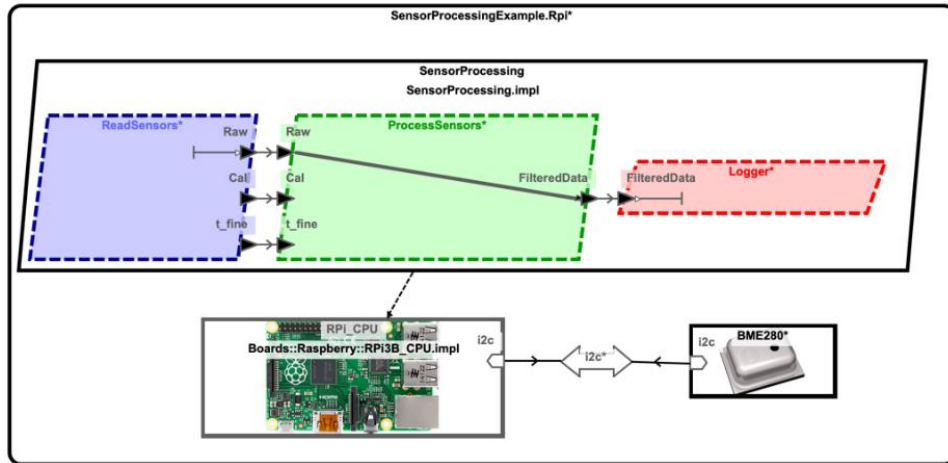 SensorProcessingExample.Rpi*
SensorProcessing
SensorProcessing.impl
ReadSensors*
Raw
Raw
ProcessSensors*
Cal
Cal
FilteredData
FilteredData
Logger*
t_fine
t_fine
RPi_CPU
Boards::Raspberry::RPi3B_CPU.impl
i2c
i2c*
i2c
BME280*